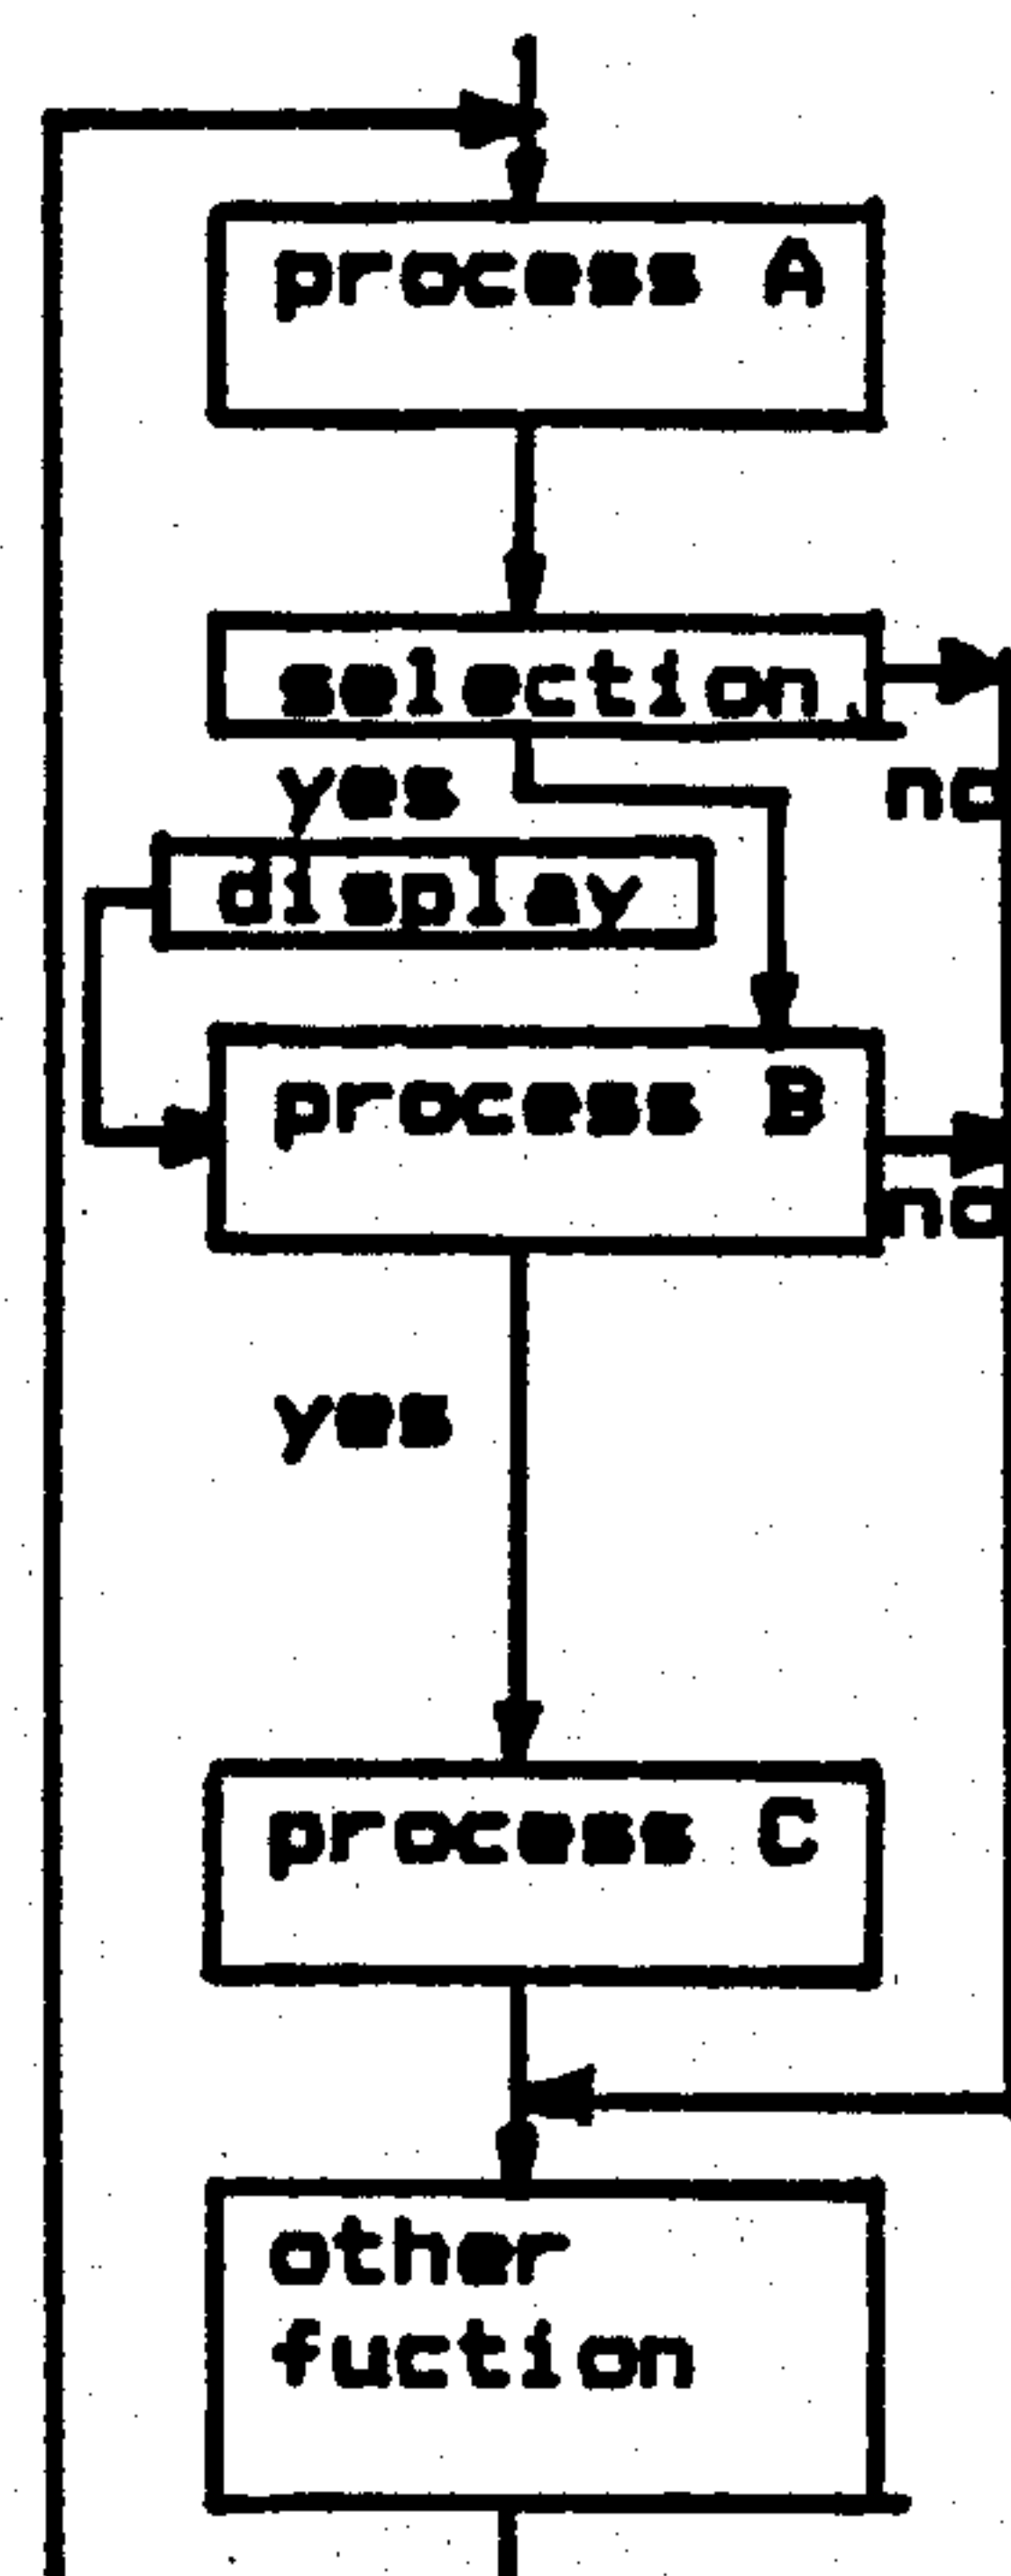 process A
selection
yes
no
display
process B
no
yes
process C
other
fuction